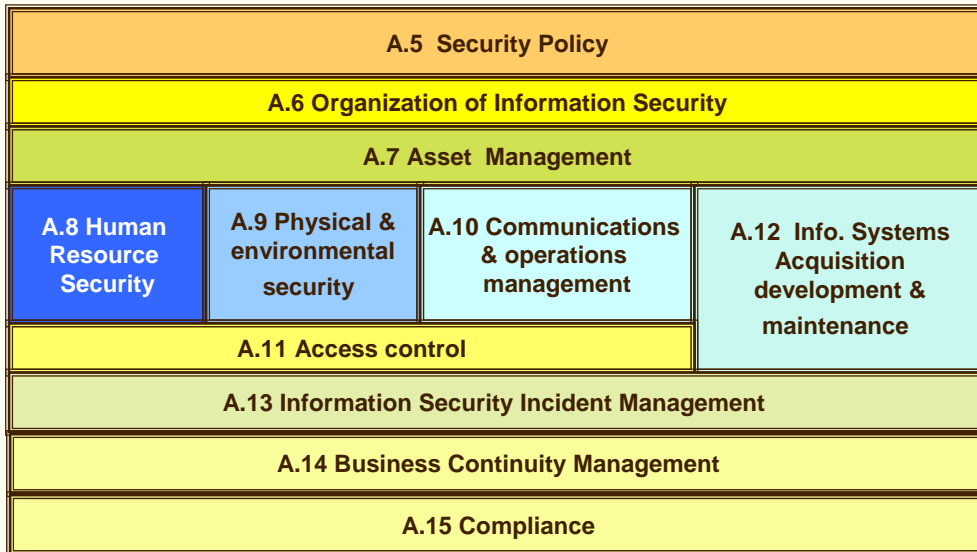 A.5 Security Policy
A.6 Organization of Information Security
A.7 Asset Management
A.8 Human
Resource
Security
A.9 Physical &
environmental
security
A.10 Communications
& operations
management
A.12 Info. Systems
Acquisition
development &
maintenance
A.11 Access control
A.13 Information Security Incident Management
A.14 Business Continuity Management
A.15 Compliance